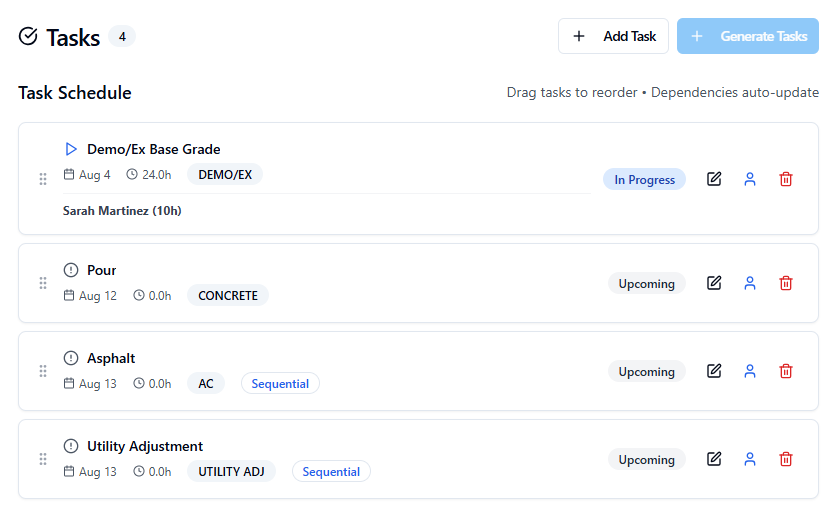 Tasks 4
Add Task
Generate Tasks
Task Schedule
Drag tasks to reorder • Dependencies auto-update
Demo/Ex Base Grade
Aug 4 24.0h DEMO/EX
In Progress
Sarah Martinez (10h)
Pour
Aug 12 0.0h CONCRETE
Upcoming
Asphalt
Aug 13 0.0h AC Sequential
Upcoming
Utility Adjustment
Aug 13 0.0h UTILITY ADJ Sequential
Upcoming